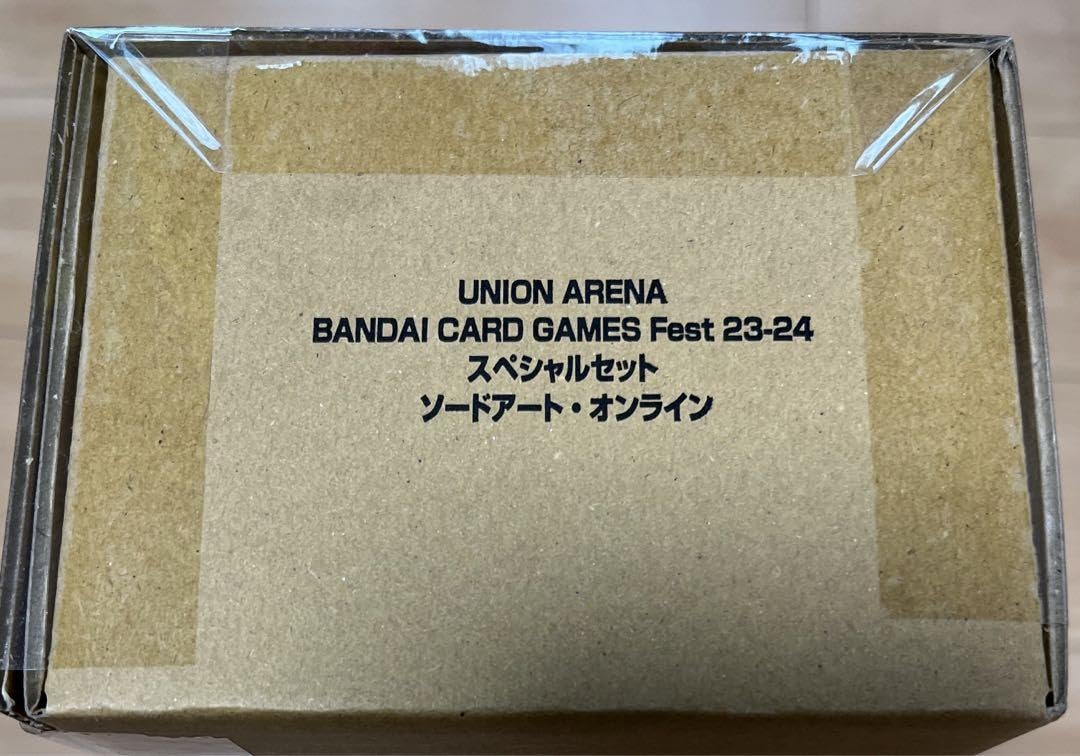 UNION ARENA
BANDAI CARD GAMES Fest 23-24
スペシャルセット
ソードアート・オンライン